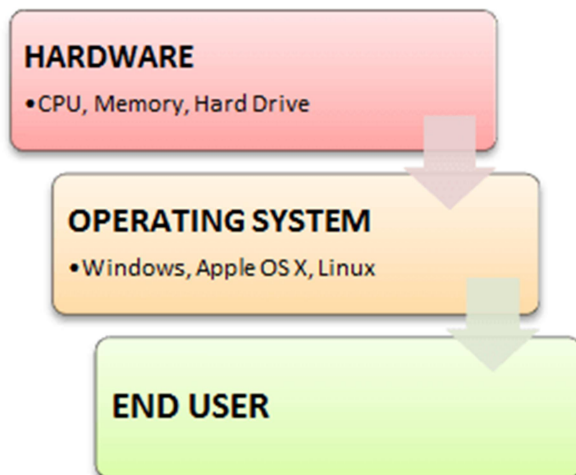 HARDWARE
•CPU, Memory, Hard Drive
OPERATING SYSTEM
•Windows, Apple OS X, Linux
END USER